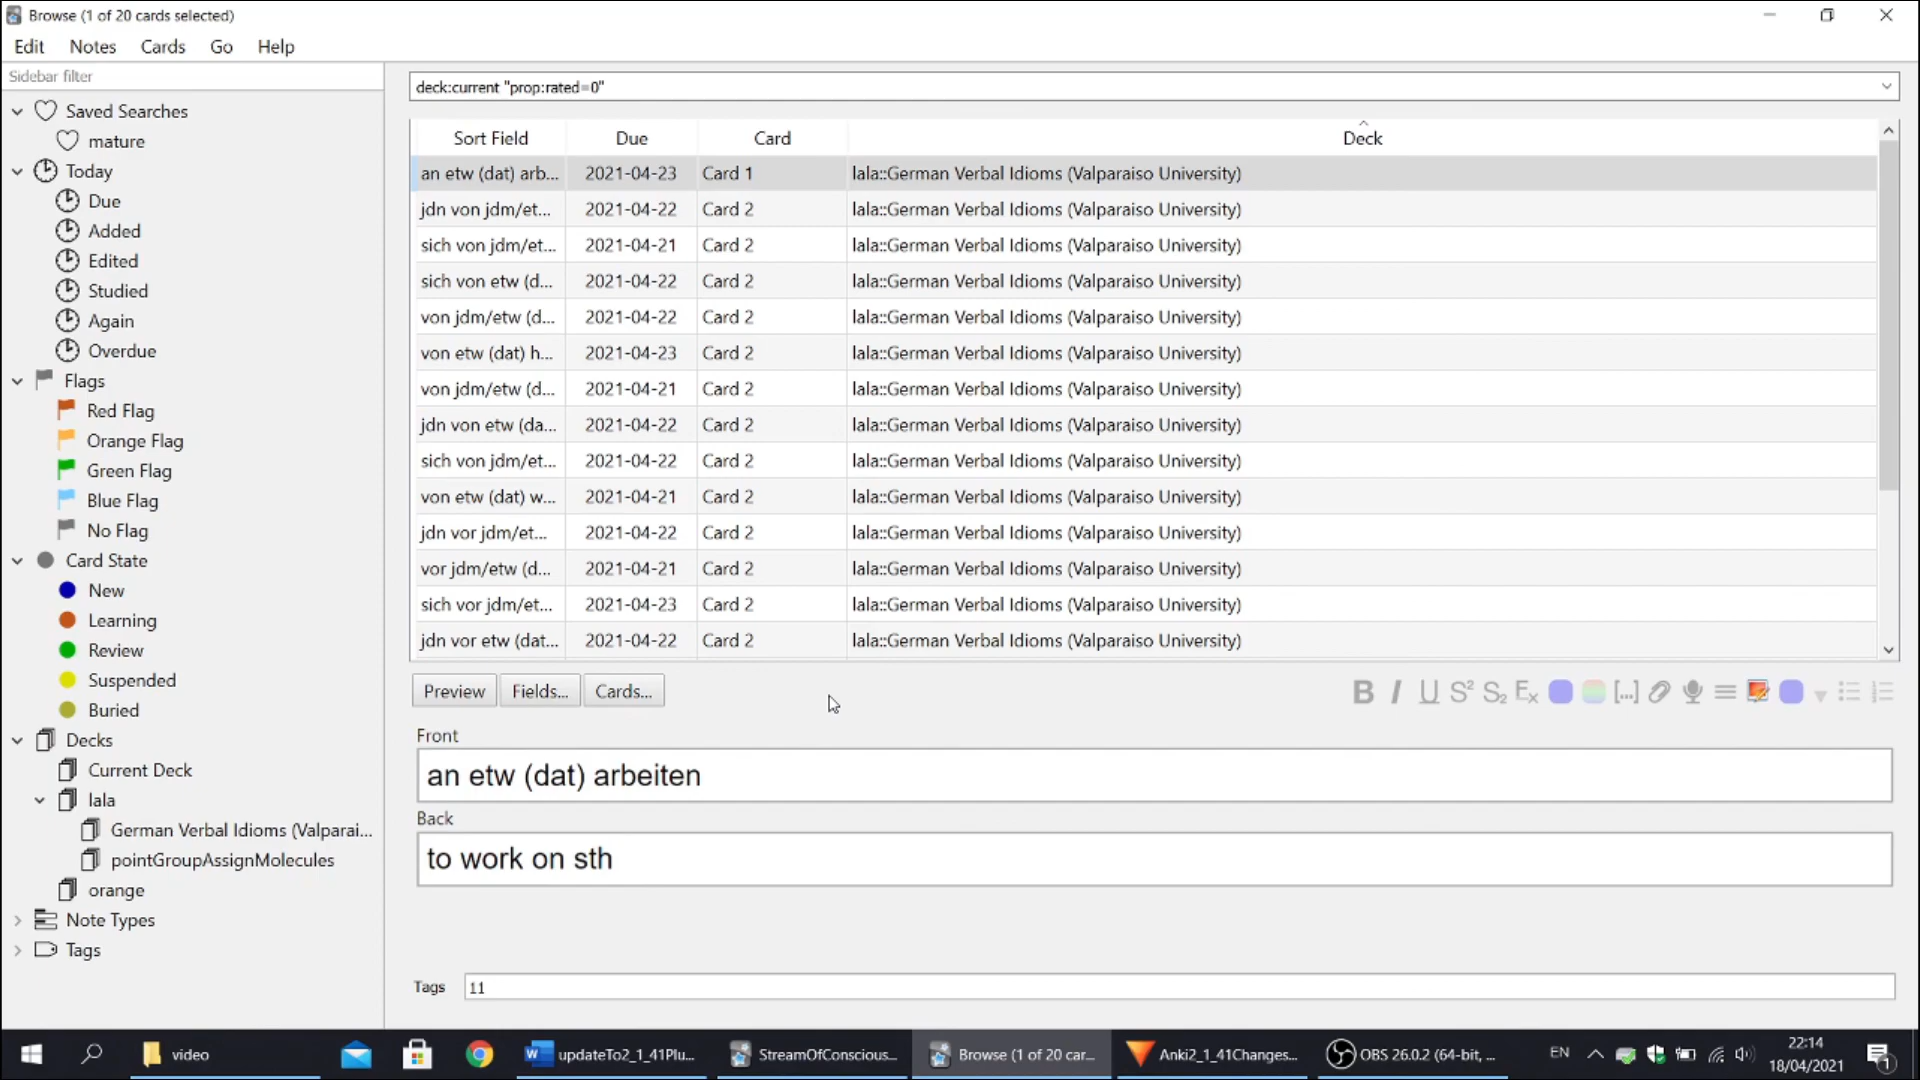 Browse (1 of 20 cards selected)
Edit Notes Cards Go Help
Sidebar filter
Saved Searches
mature
Today
Due
Added
Edited
Studied
Again
Overdue
Flags
Red Flag
Orange Flag
Green Flag
Blue Flag
No Flag
Card State
New
Learning
Review
Suspended
Buried
Decks
Current Deck
lala
German Verbal Idioms (Valparai...
pointGroupAssignMolecules
orange
Note Types
Tags
deck:current "prop:rated=0"
Sort Field Due Card Deck
an etw (dat) arb... 2021-04-23 Card 1 lala::German Verbal Idioms (Valparaiso University)
jdn von jdm/et... 2021-04-22 Card 2 lala::German Verbal Idioms (Valparaiso University)
sich von jdm/et... 2021-04-21 Card 2 lala::German Verbal Idioms (Valparaiso University)
sich von etw (d... 2021-04-22 Card 2 lala::German Verbal Idioms (Valparaiso University)
von jdm/etw (d... 2021-04-22 Card 2 lala::German Verbal Idioms (Valparaiso University)
von etw (dat) h... 2021-04-23 Card 2 lala::German Verbal Idioms (Valparaiso University)
von jdm/etw (d... 2021-04-21 Card 2 lala::German Verbal Idioms (Valparaiso University)
jdn von etw (da... 2021-04-22 Card 2 lala::German Verbal Idioms (Valparaiso University)
sich von jdm/et... 2021-04-22 Card 2 lala::German Verbal Idioms (Valparaiso University)
von etw (dat) w... 2021-04-21 Card 2 lala::German Verbal Idioms (Valparaiso University)
jdn vor jdm/et... 2021-04-22 Card 2 lala::German Verbal Idioms (Valparaiso University)
vor jdm/etw (d... 2021-04-21 Card 2 lala::German Verbal Idioms (Valparaiso University)
sich vor jdm/et... 2021-04-23 Card 2 lala::German Verbal Idioms (Valparaiso University)
jdn vor etw (dat... 2021-04-22 Card 2 lala::German Verbal Idioms (Valparaiso University)
Preview Fields... Cards... B I U S² S₂ Eₓ [...]
Front
an etw (dat) arbeiten
Back
to work on sth
Tags 11
video updateTo2_1_41Plu... StreamOfConscious... Browse (1 of 20 car... Anki2_1_41Changes... OBS 26.0.2 (64-bit, ... EN 22:14
18/04/2021 1